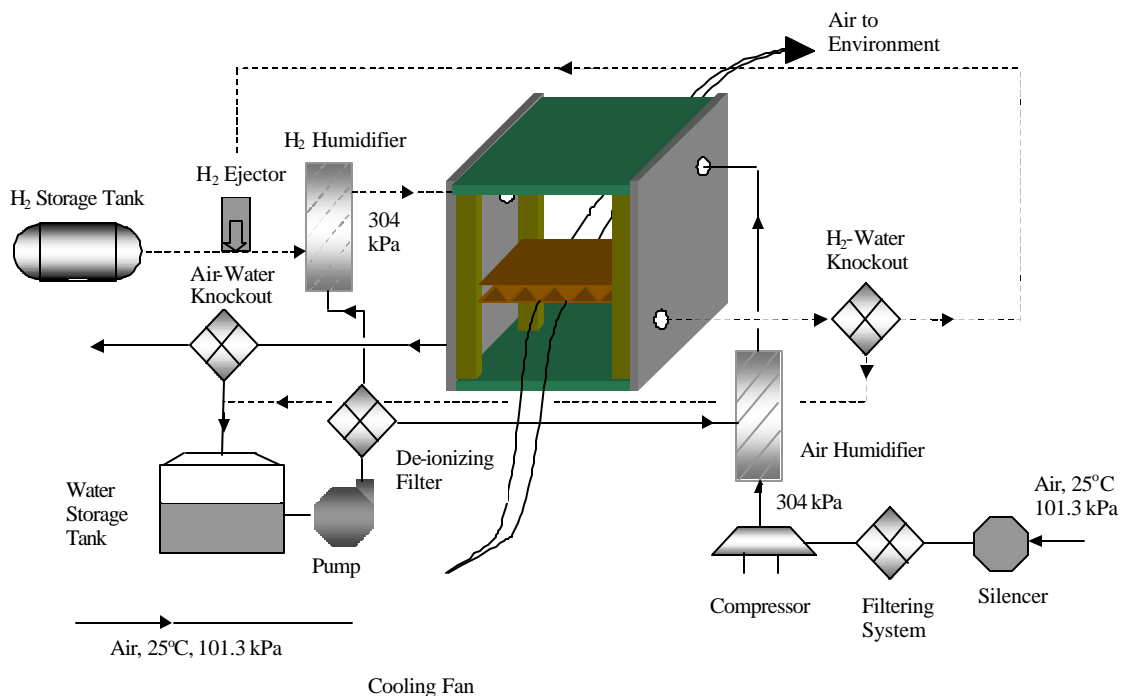 Air to
Environment
H₂ Humidifier
H₂ Ejector
H₂ Storage Tank
304
kPa
H₂-Water
Knockout
Air-Water
Knockout
De-ionizing
Filter
Air Humidifier
Air, 25°C
101.3 kPa
304 kPa
Water
Storage
Tank
Pump
Compressor
Filtering
System
Silencer
Air, 25°C, 101.3 kPa
Cooling Fan